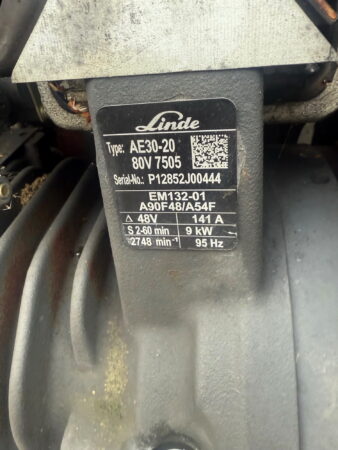 Linde
Type: AE30-20
80V 7505
Serial-No.: P12852J00444
EM132-01
A90F48/A54F
Δ 48V 141 A
S 2-60 min 9 kW
2748 min⁻¹ 95 Hz